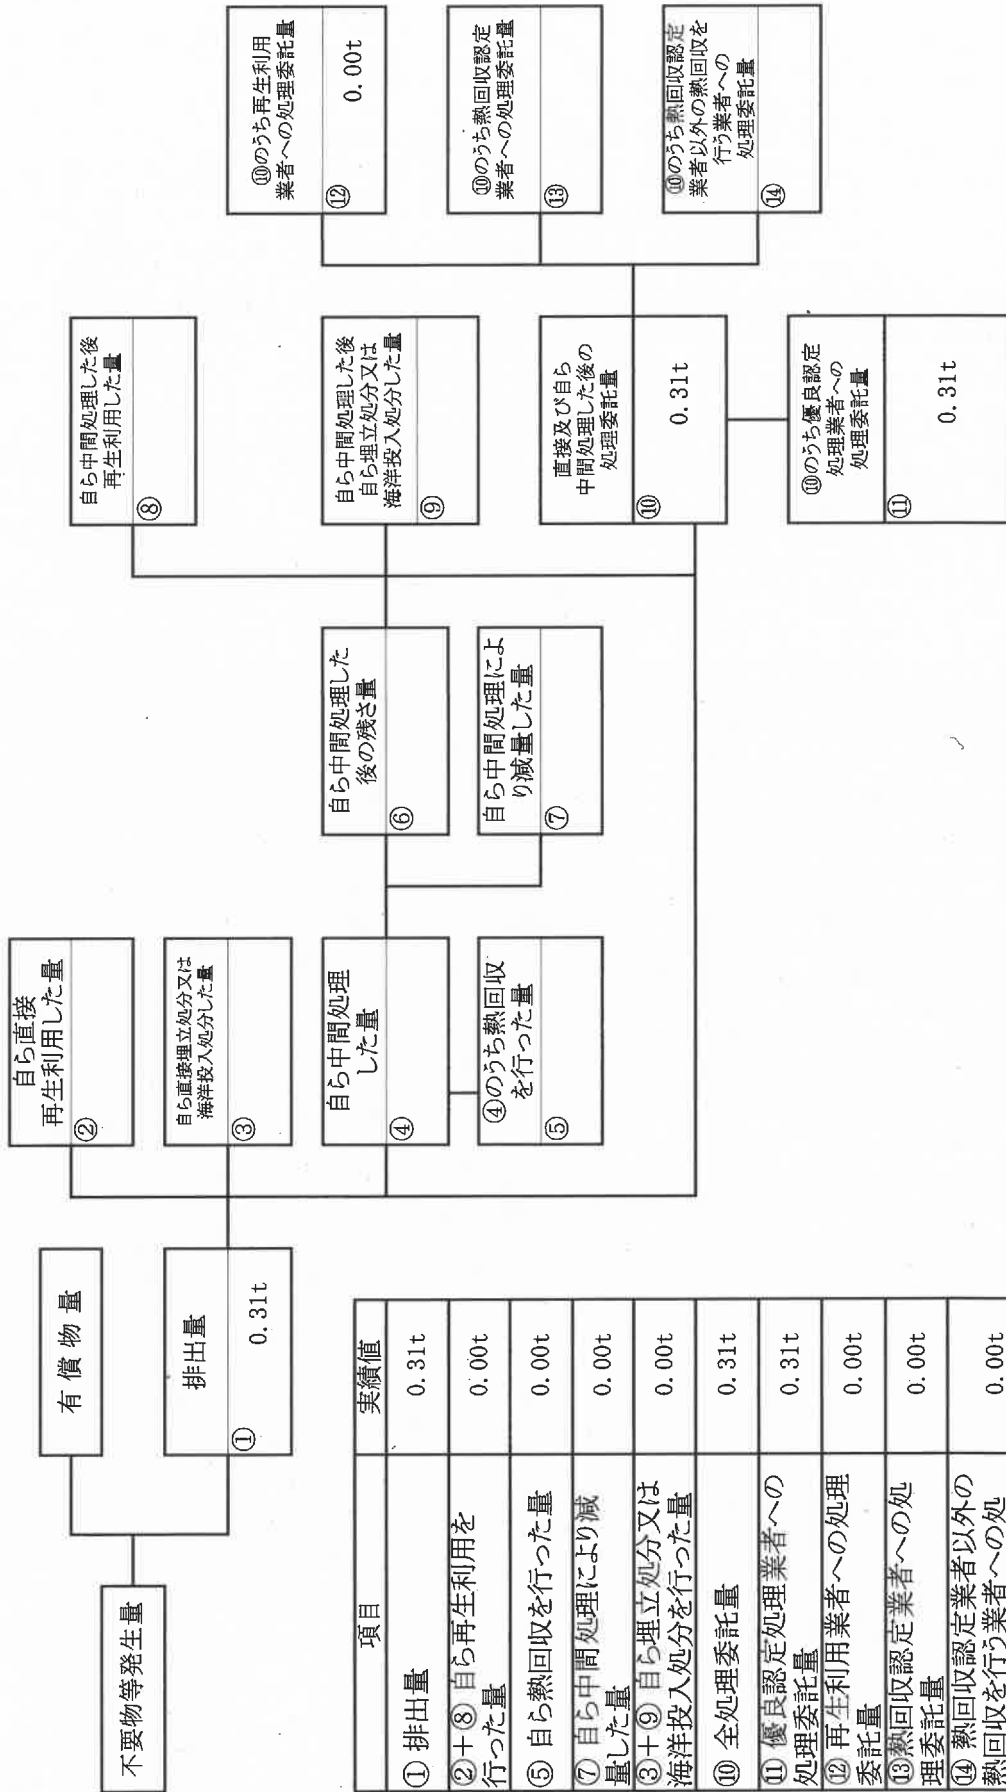 不要物等発生量
有 償 物 量
排出量
①
0.31t
自ら直接
再生利用した量
②
自ら直接埋立処分又は
海洋投入処分した量
③
自ら中間処理
した量
④
④のうち熱回収
を行った量
⑤
自ら中間処理した
後の残さ量
⑥
自ら中間処理によ
り減量した量
⑦
自ら中間処理した後
再生利用した量
⑧
自ら中間処理した後
自ら埋立処分又は
海洋投入処分した量
⑨
直接及び自ら
中間処理した後の
処理委託量
⑩
0.31t
⑩のうち優良認定
処理業者への
処理委託量
⑪
0.31t
⑩のうち再生利用
業者への処理委託量
⑫
0.00t
⑩のうち熱回収認定
業者への処理委託量
⑬
⑩のうち熱回収認定
業者以外の熱回収を
行う業者への
処理委託量
⑭
項目 実績値
① 排出量 0.31t
②+⑧ 自ら再生利用を
行った量 0.00t
⑤ 自ら熱回収を行った量 0.00t
⑦ 自ら中間処理により減
量した量 0.00t
③+⑨ 自ら埋立処分又は
海洋投入処分を行った量 0.00t
⑩ 全処理委託量 0.31t
⑪ 優良認定処理業者への
処理委託量 0.31t
⑫ 再生利用業者への処理
委託量 0.00t
⑬熱回収認定業者への処
理委託量 0.00t
⑭ 熱回収認定業者以外の
熱回収を行う業者への処 0.00t